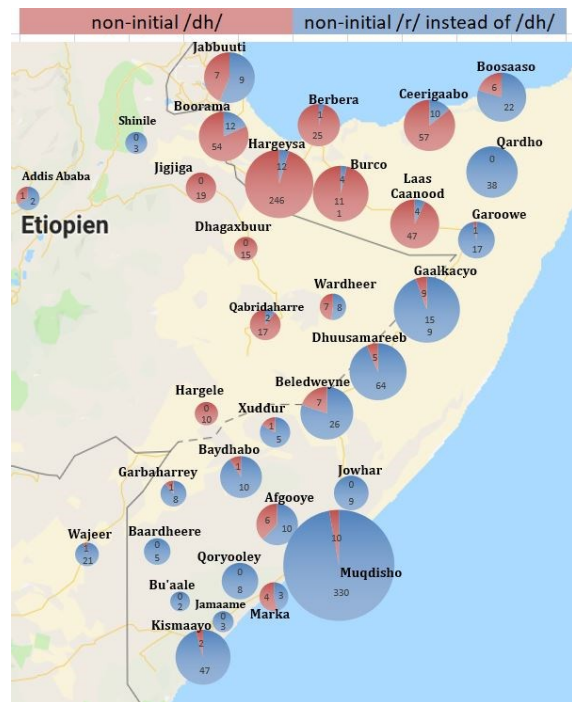 non-initial /dh/ non-initial /r/ instead of /dh/
Jabbuuti
7 9
Boosaaso
6
22
Ceerigaabo
10
57
Berbera
1
25
Boorama
12
54
Shinile
0
3
Hargeysa
12
246
Qardho
0
38
Burco
4
11
1
Jigjiga
0
19
Laas
Caanood
4
47
Addis Ababa
1 2
Garoowe
1
17
Etiopien
Dhagaxbuur
0
15
Gaalkacyo
9
15
9
Wardheer
7 8
Qabridaharre
2
17
Dhuusamareeb
5
64
Beledweyne
7
26
Hargele
0
10
Xuddur
1
5
Baydhabo
1
10
Garbaharrey
1
8
Jowhar
0
9
Afgooye
6 10
Wajeer
1
21
Baardheere
0
5
Muqdisho
10
330
Qoryooley
0
8
Bu'aale
0
2
Marka
4 3
Jamaame
0
3
Kismaayo
2
47